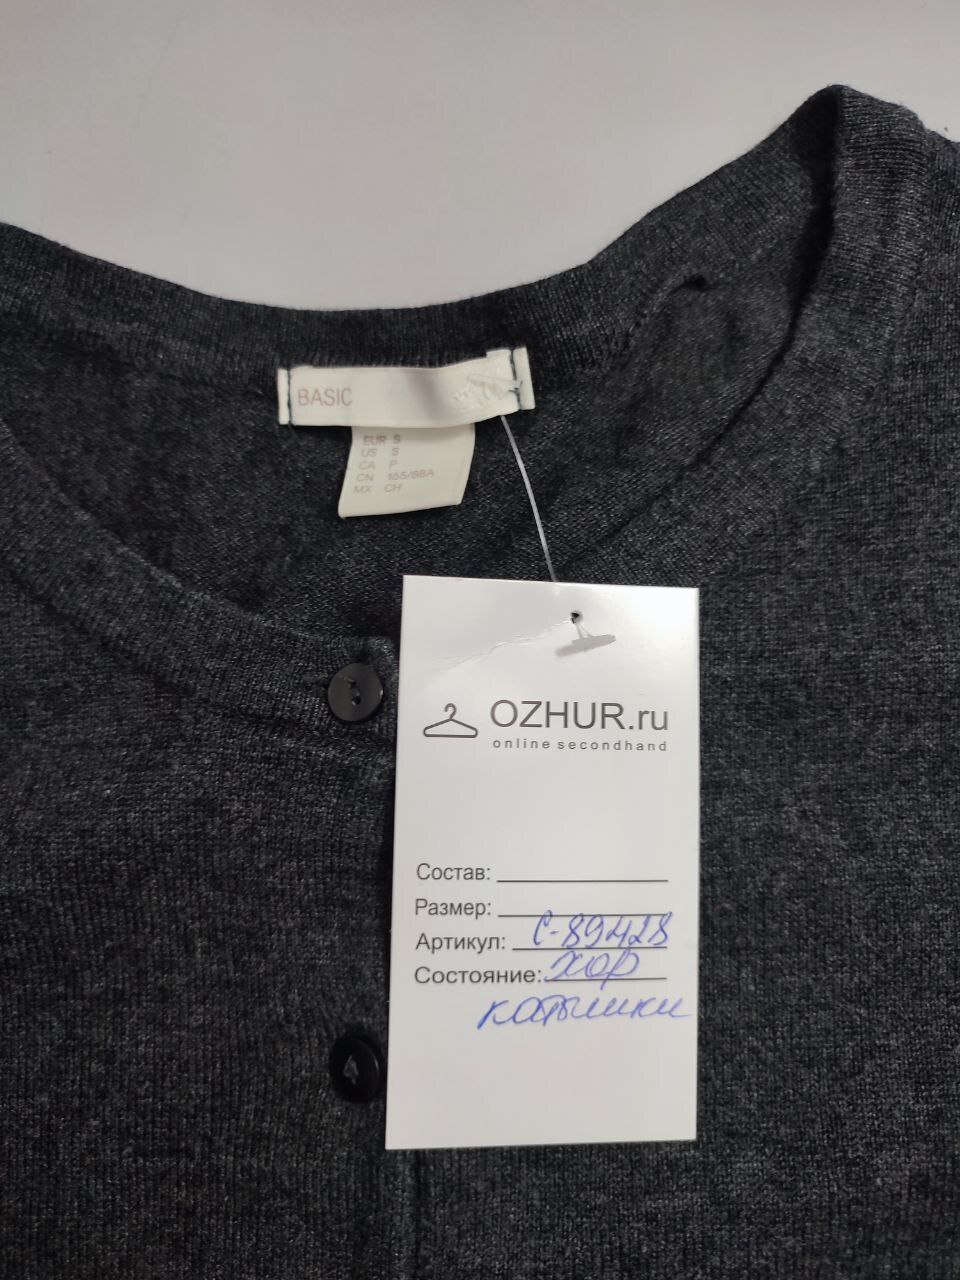 BASIC
EUR S
US S
CA P
CN 165/88A
MX CH
OZHUR.ru
online secondhand
Состав:
Размер:
Артикул: С-89428
Состояние: хор
катышки